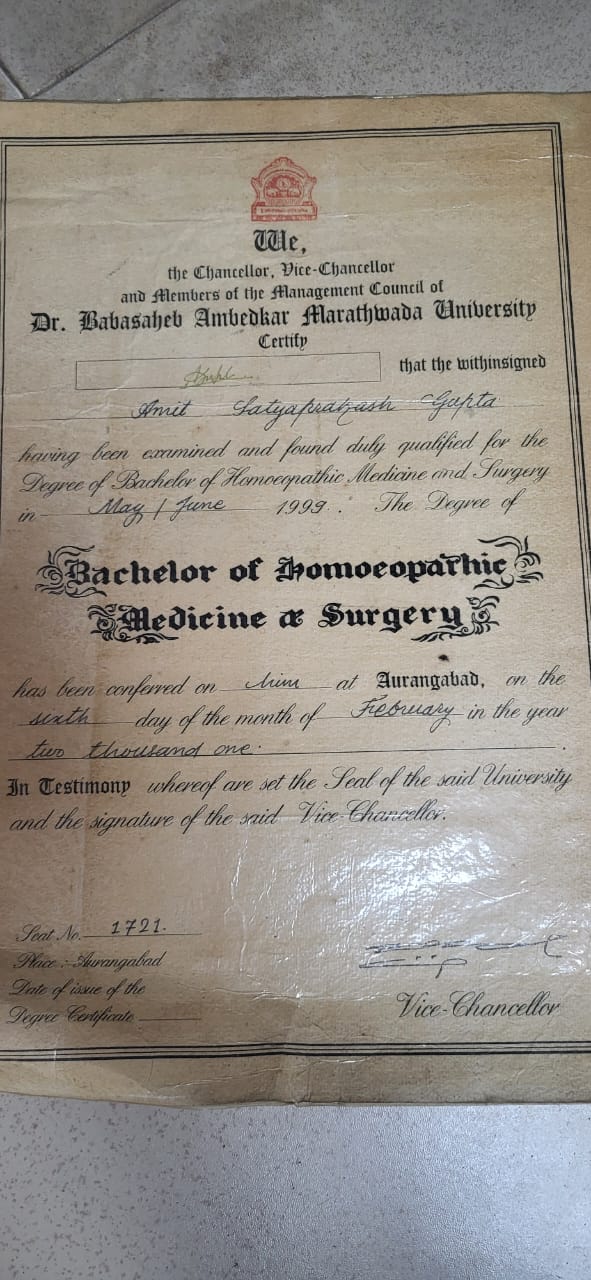 We,
the Chancellor, Vice-Chancellor
and Members of the Management Council of
Dr. Babasaheb Ambedkar Marathwada University
Certify
that the withinsigned
Amit Satyaprakash Gupta
having been examined and found duly qualified for the
Degree of Bachelor of Homoeopathic Medicine and Surgery
in May / June 1999. The Degree of
Bachelor of Homoeopathic
Medicine & Surgery
has been conferred on him at Aurangabad, on the
sixth day of the month of February in the year
two thousand one.
In Testimony whereof are set the Seal of the said University
and the signature of the said Vice-Chancellor.
Seat No. 1721.
Place : Aurangabad
Date of issue of the
Degree Certificate
Vice-Chancellor